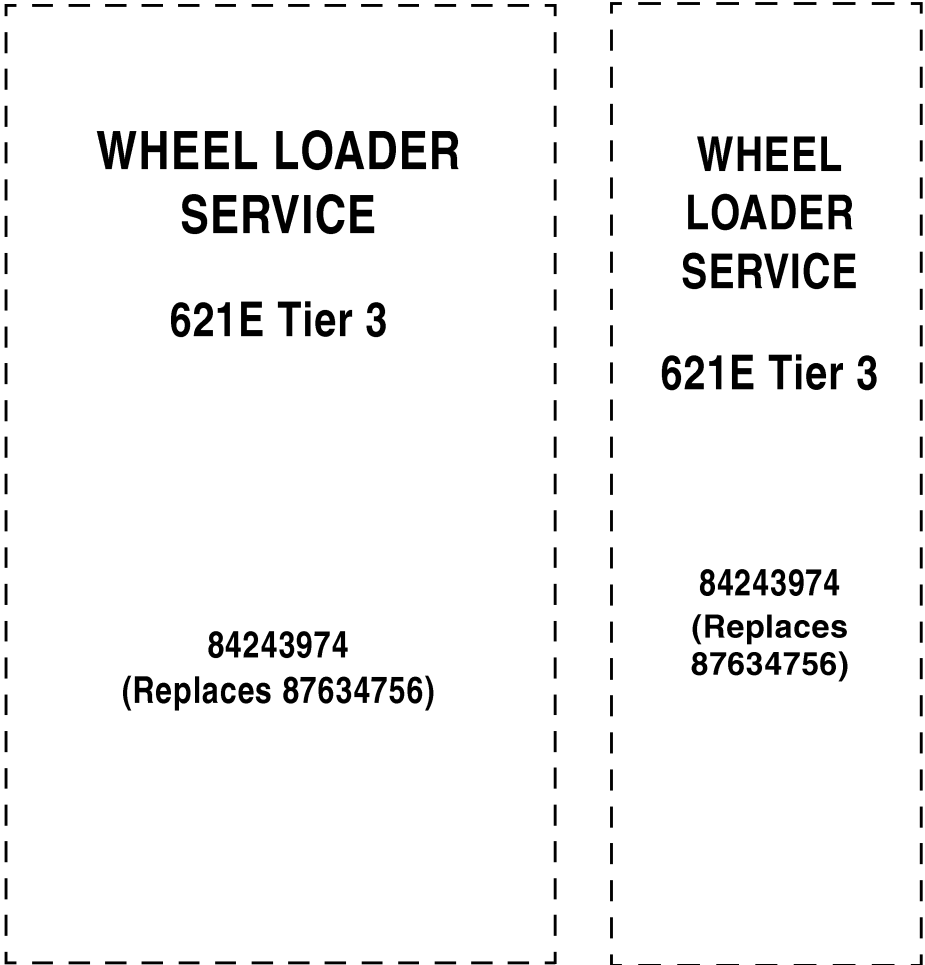 WHEEL LOADER
SERVICE
621E Tier 3
84243974
(Replaces 87634756)
WHEEL
LOADER
SERVICE
621E Tier 3
84243974
(Replaces
87634756)